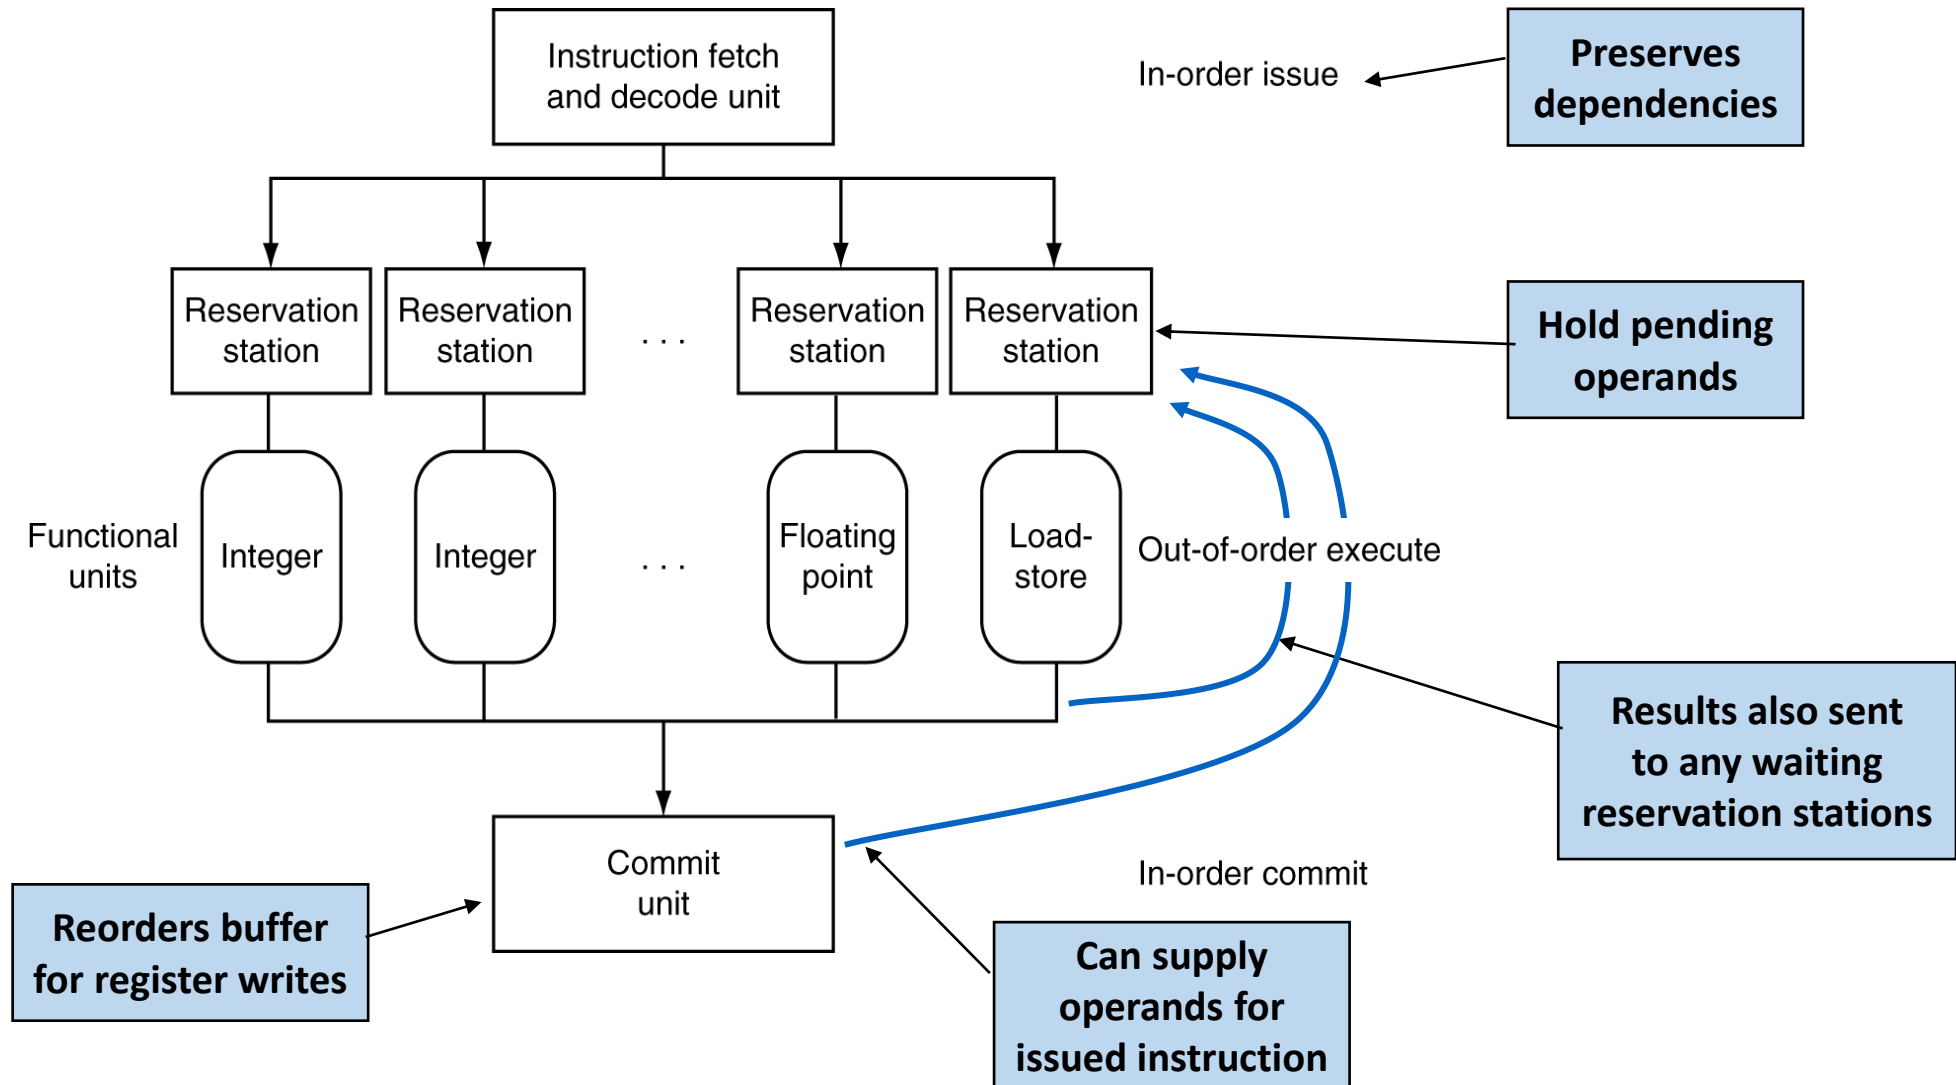 Instruction fetch
and decode unit
In-order issue
Preserves
dependencies
Reservation
station
Reservation
station
. . .
Reservation
station
Reservation
station
Hold pending
operands
Functional
units
Integer
Integer
. . .
Floating
point
Load-
store
Out-of-order execute
Results also sent
to any waiting
reservation stations
Commit
unit
In-order commit
Reorders buffer
for register writes
Can supply
operands for
issued instruction